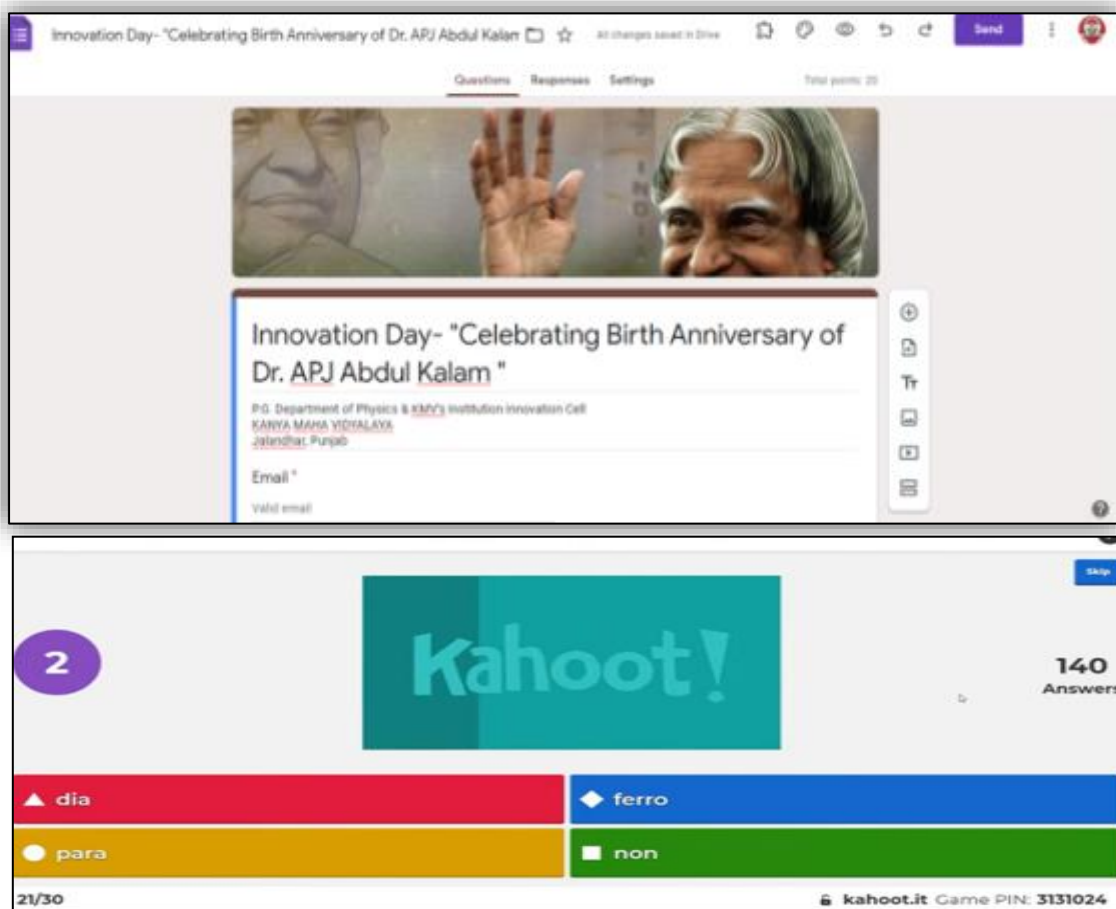 Innovation Day- "Celebrating Birth Anniversary of Dr. APJ Abdul Kalam
All changes saved in Drive
Send
Questions Responses Settings
Total points: 20
INDIA
Innovation Day- "Celebrating Birth Anniversary of
Dr. APJ Abdul Kalam "
P.G. Department of Physics & KMV's Institution Innovation Cell
KANYA MAHA VIDYALAYA
Jalandhar, Punjab
Email *
Valid email
Skip
2
Kahoot!
140
Answers
dia
ferro
para
non
21/30
kahoot.it Game PIN: 3131024